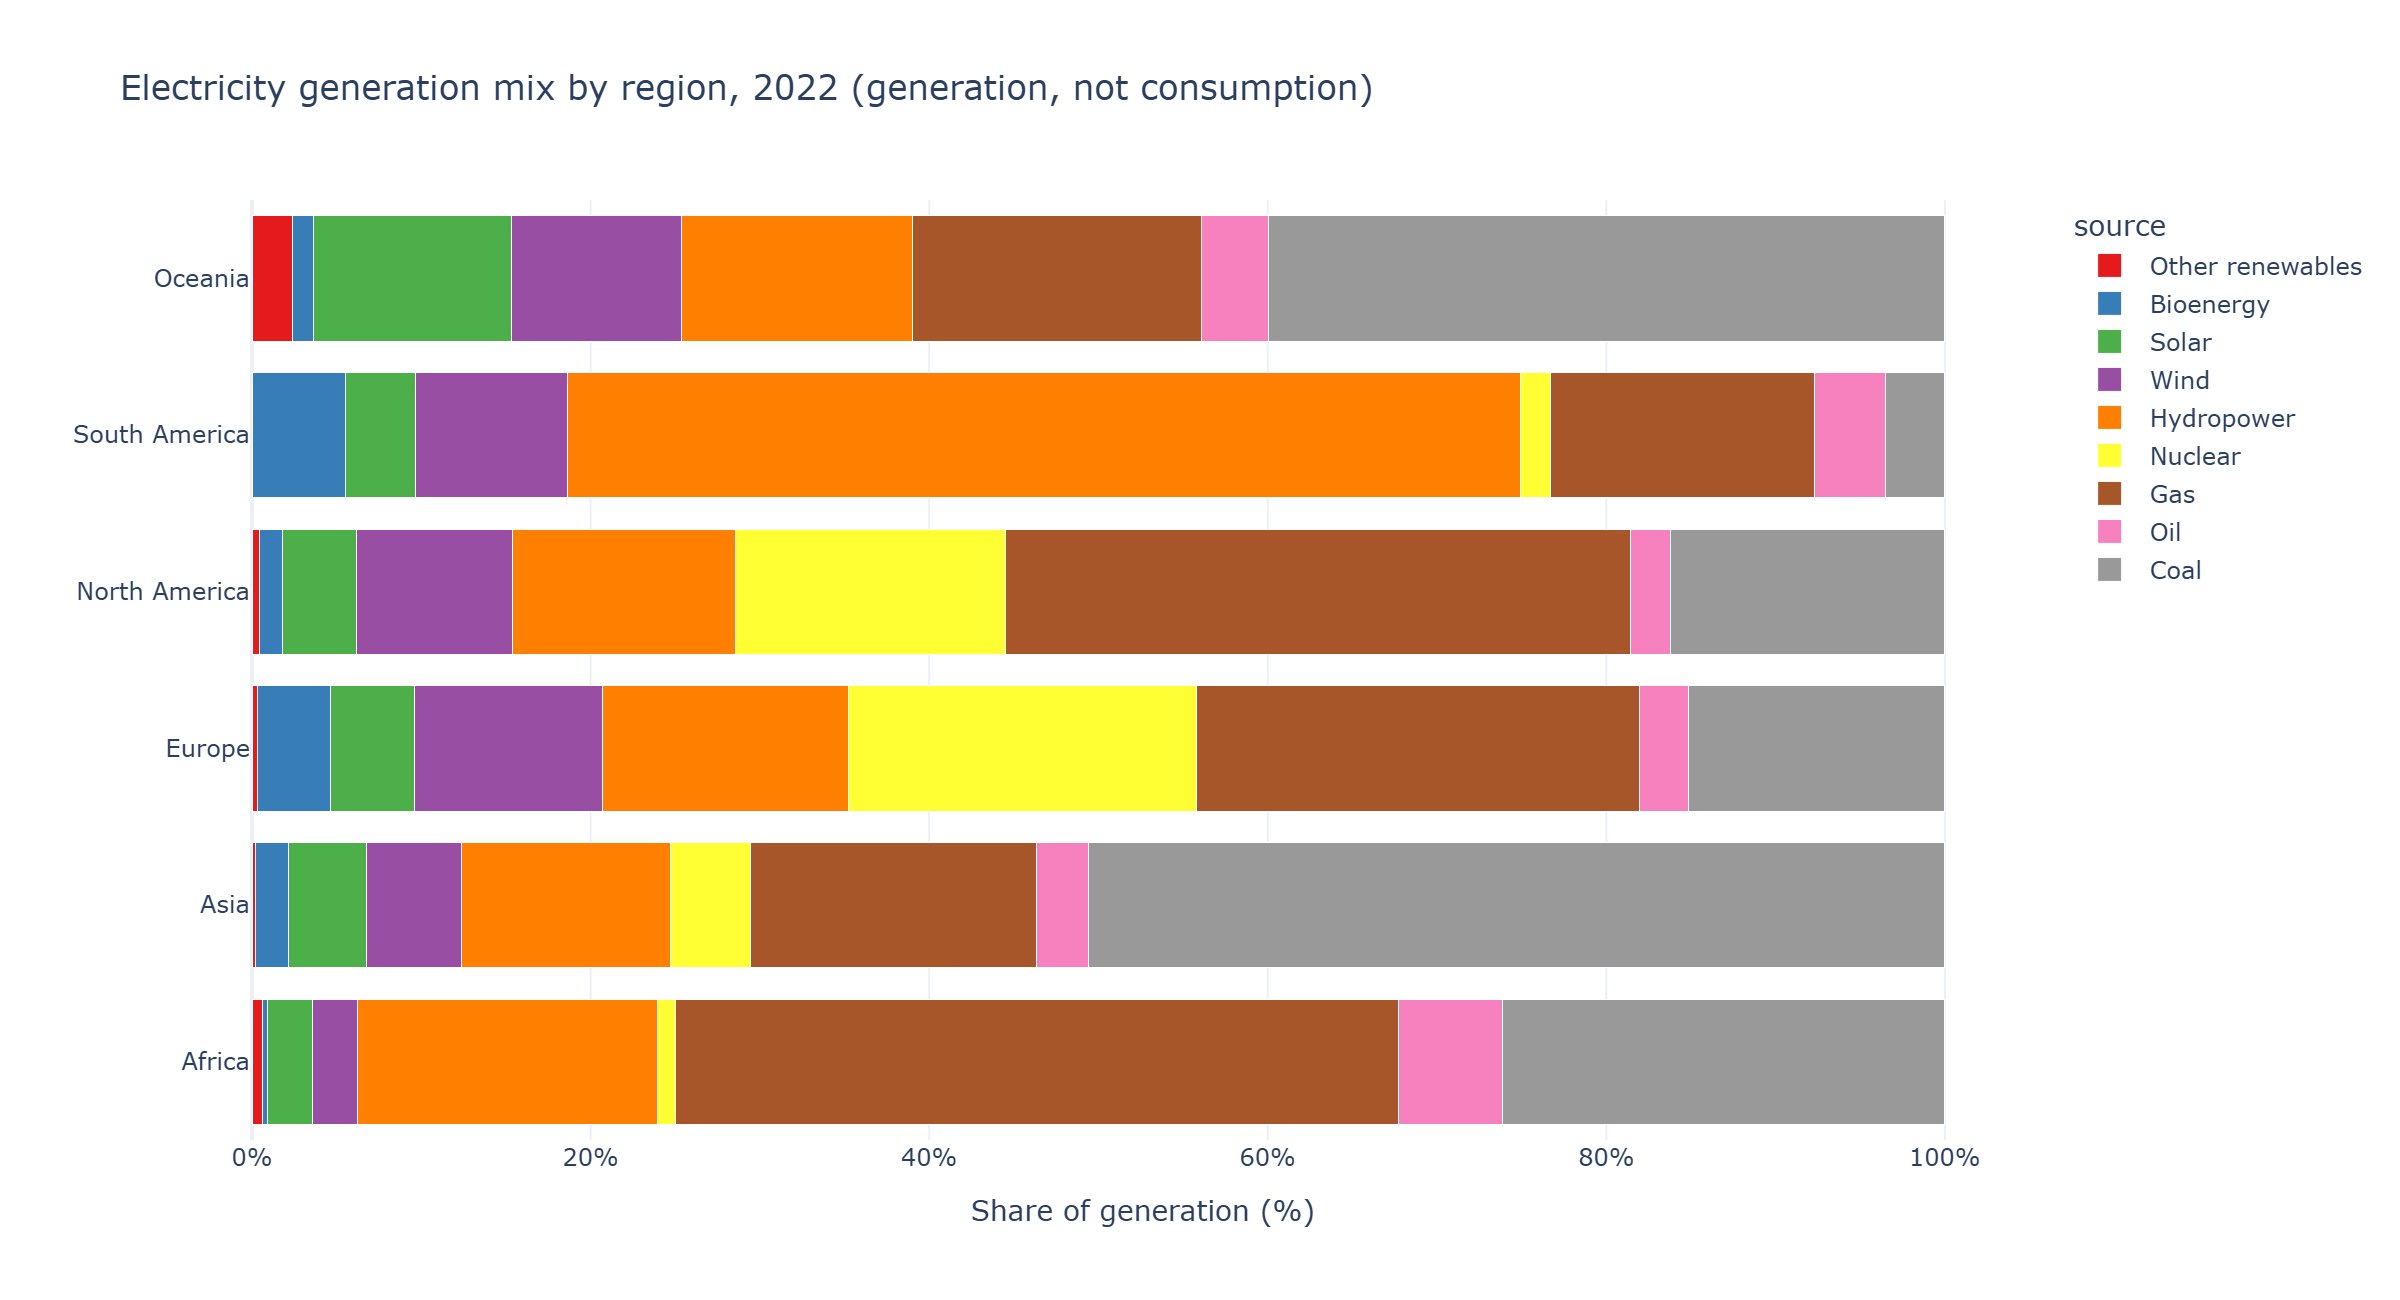 Electricity generation mix by region, 2022 (generation, not consumption)
source
Other renewables
Bioenergy
Solar
Wind
Hydropower
Nuclear
Gas
Oil
Coal
Oceania
South America
North America
Europe
Asia
Africa
0% 20% 40% 60% 80% 100%
Share of generation (%)